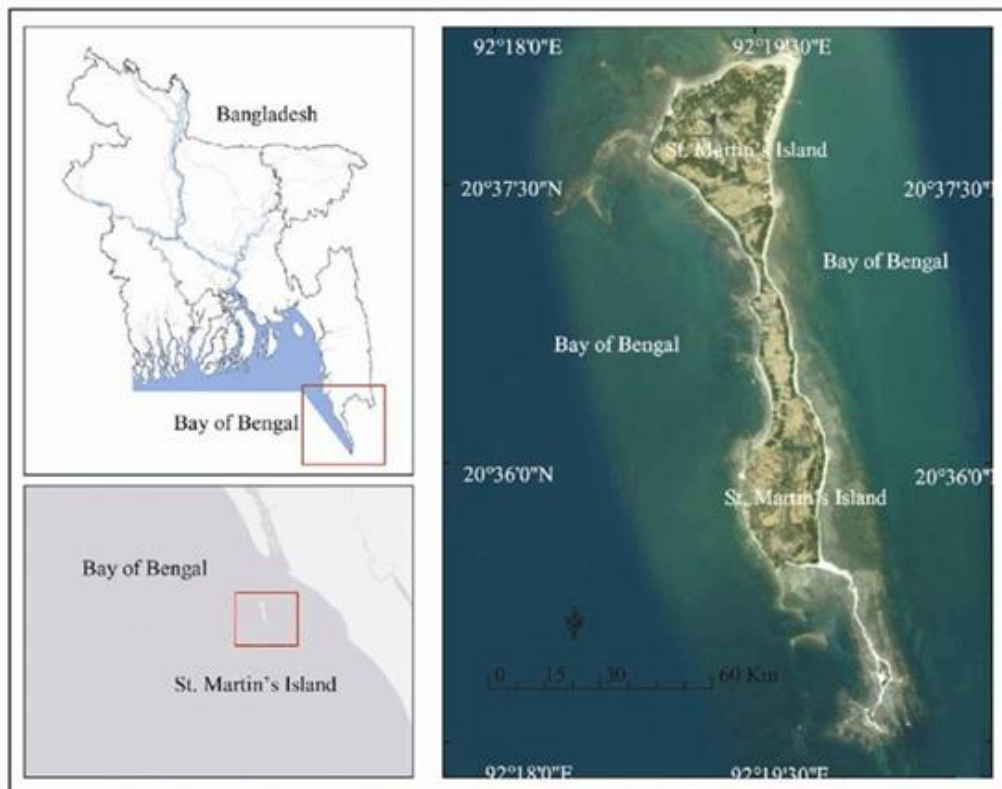 Bangladesh
Bay of Bengal
Bay of Bengal
St. Martin's Island
92°18'0"E
92°19'30"E
St. Martin's Island
20°37'30"N
20°37'30"
Bay of Bengal
Bay of Bengal
20°36'0"N
20°36'0"
St. Martin's Island
0 15 30 60 Km
92°18'0"E
92°19'30"E